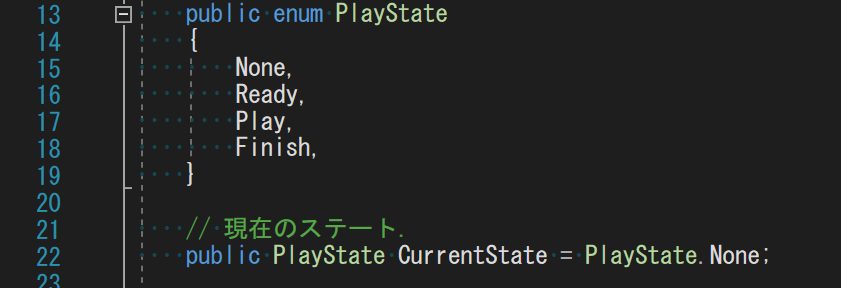 13 public enum PlayState
14 {
15 None,
16 Ready,
17 Play,
18 Finish,
19 }
20
21 // 現在のステート.
22 public PlayState CurrentState = PlayState.None;
23